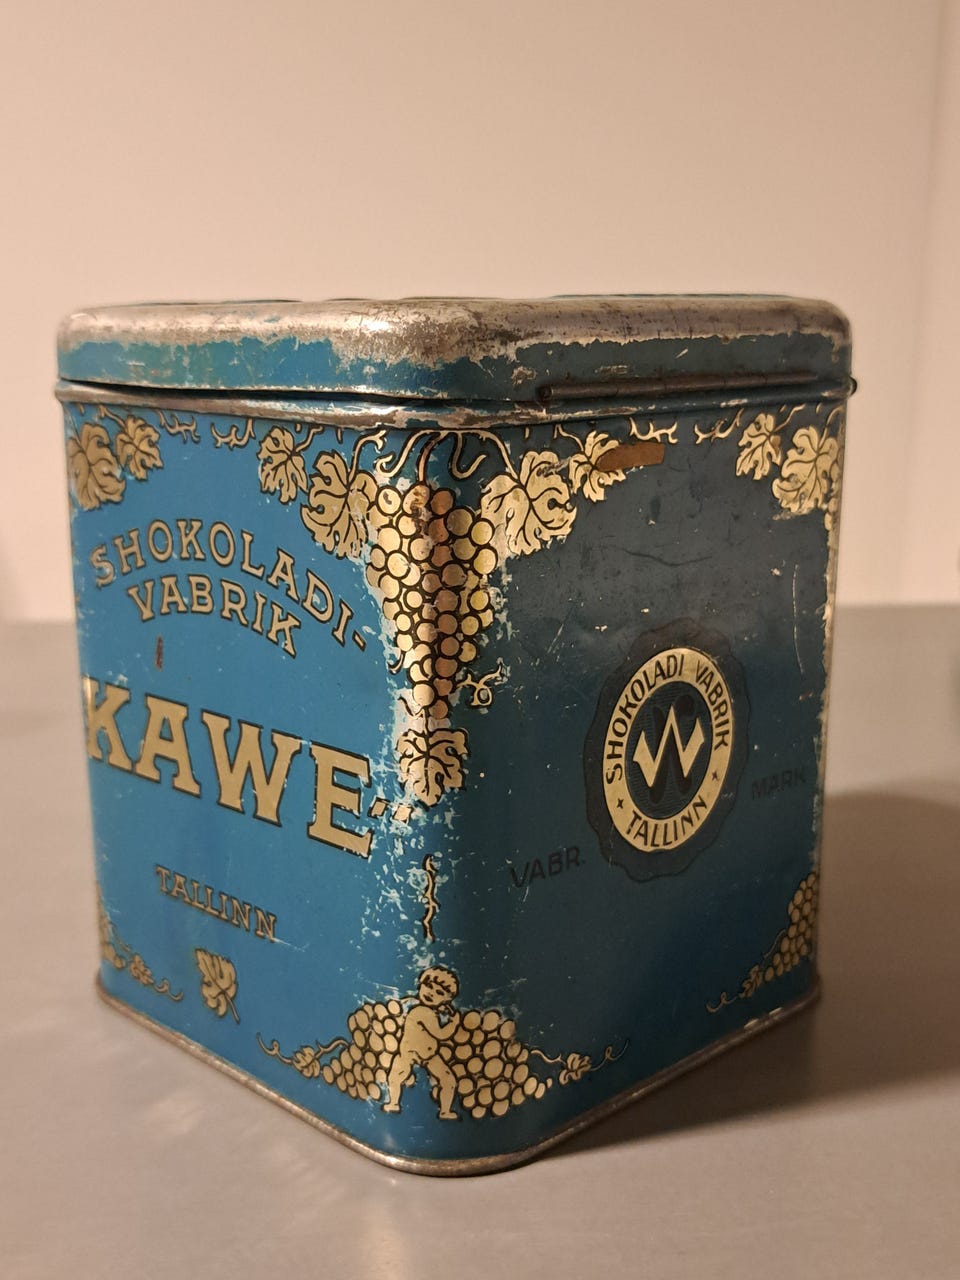 SHOKOLADI-
VABRIK
KAWE"
TALLINN
SHOKOLADI VABRIK
W
TALLINN
VABR. MARK